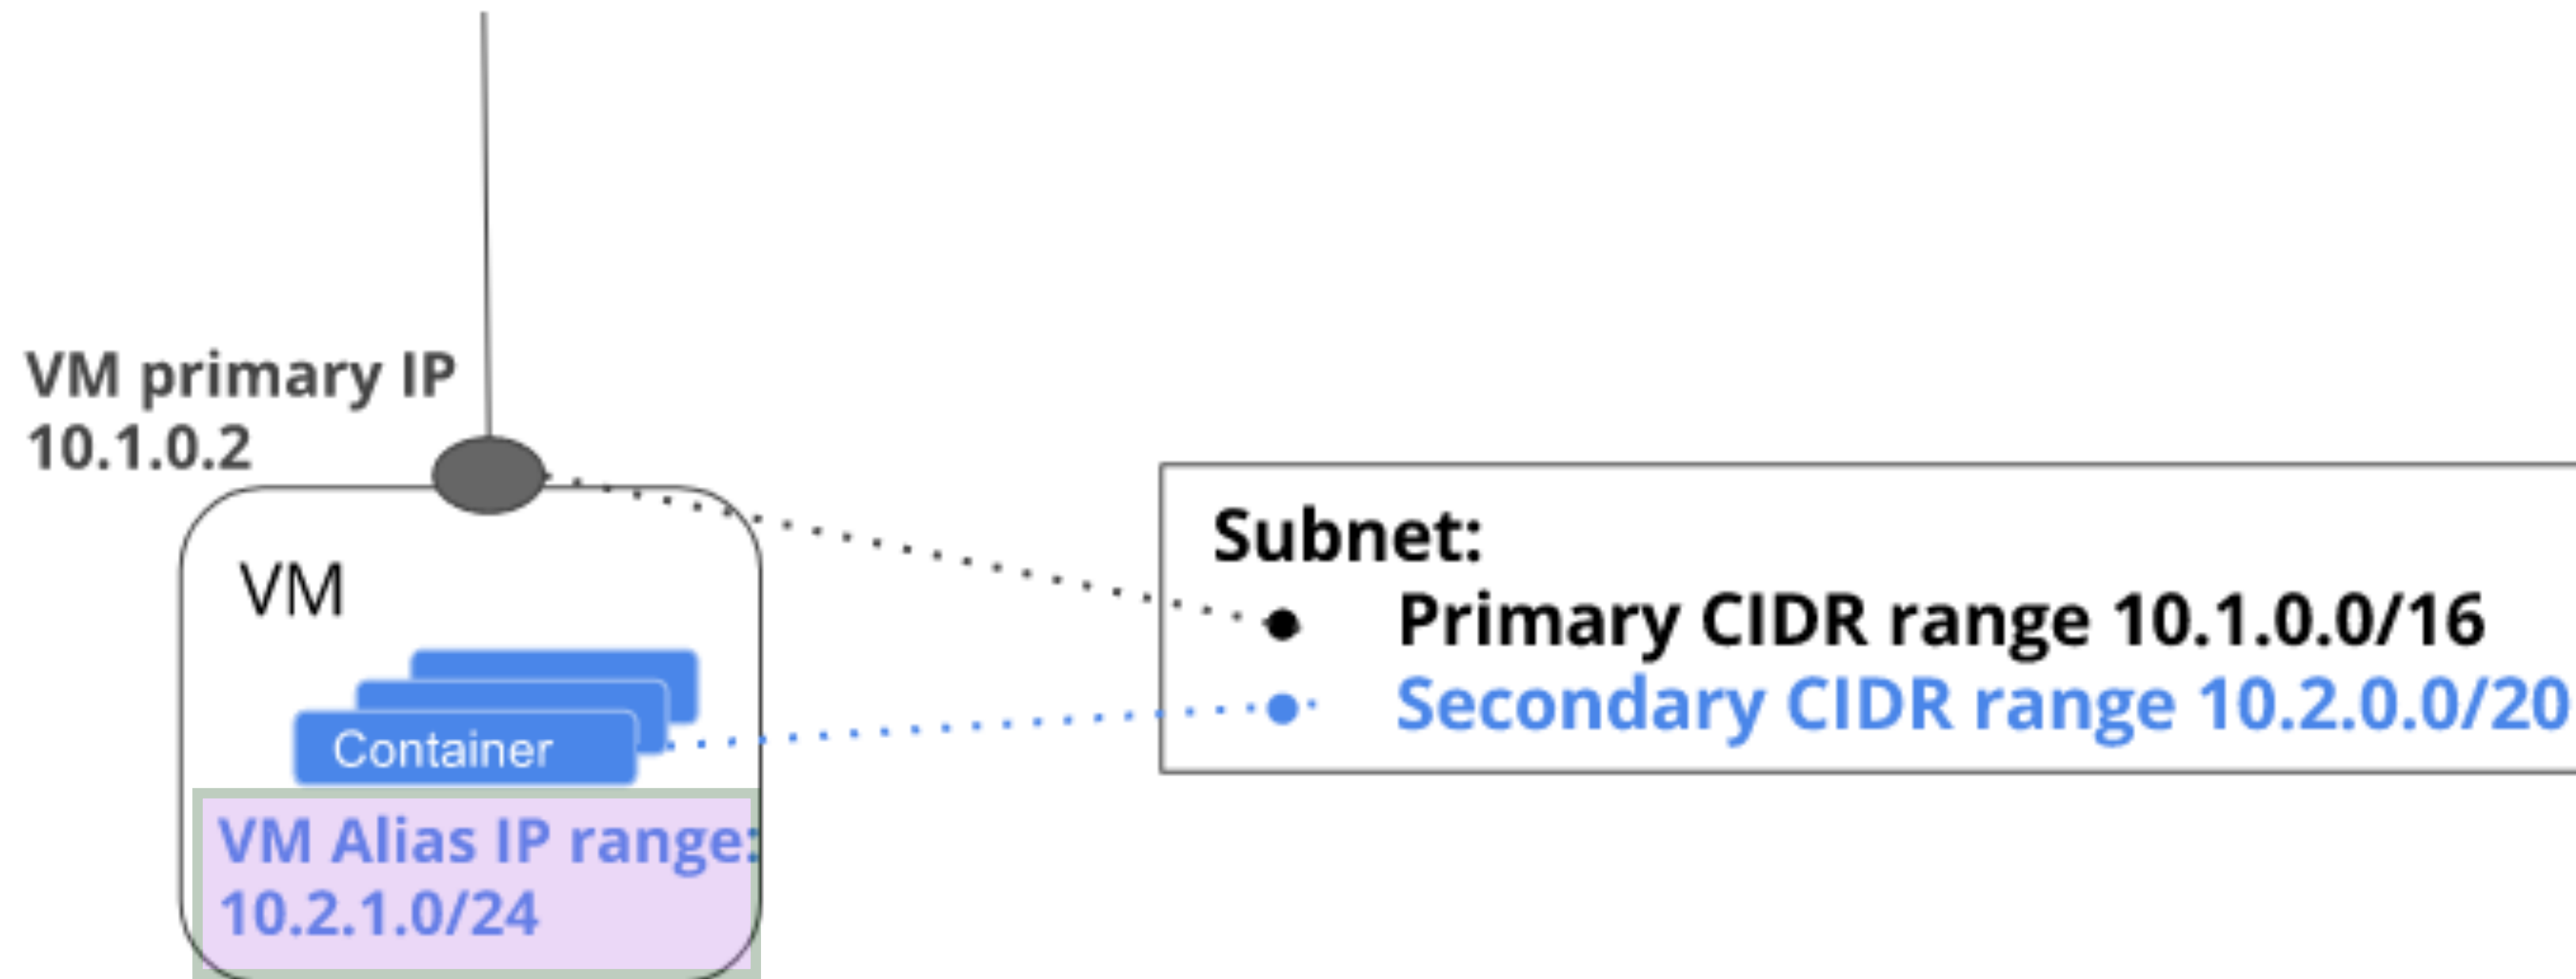 VM primary IP
10.1.0.2
VM
Container
VM Alias IP range:
10.2.1.0/24
Subnet:
Primary CIDR range 10.1.0.0/16
Secondary CIDR range 10.2.0.0/20